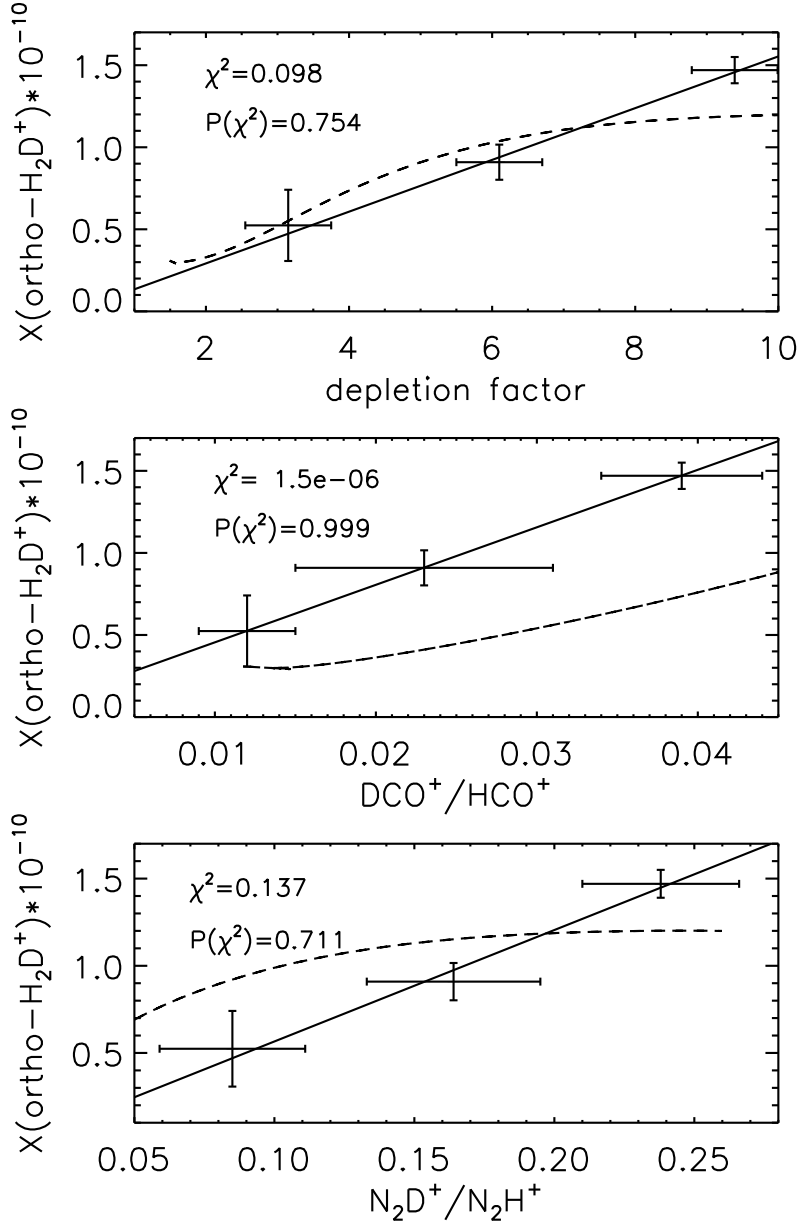 X(ortho−H₂D⁺)*10⁻¹⁰
1.5
1.0
0.5
0.0
χ²=0.098
P(χ²)=0.754
2 4 6 8 10
depletion factor
X(ortho−H₂D⁺)*10⁻¹⁰
1.5
1.0
0.5
0.0
χ²= 1.5e−06
P(χ²)=0.999
0.01 0.02 0.03 0.04
DCO⁺/HCO⁺
X(ortho−H₂D⁺)*10⁻¹⁰
1.5
1.0
0.5
χ²=0.137
P(χ²)=0.711
0.05 0.10 0.15 0.20 0.25
N₂D⁺/N₂H⁺